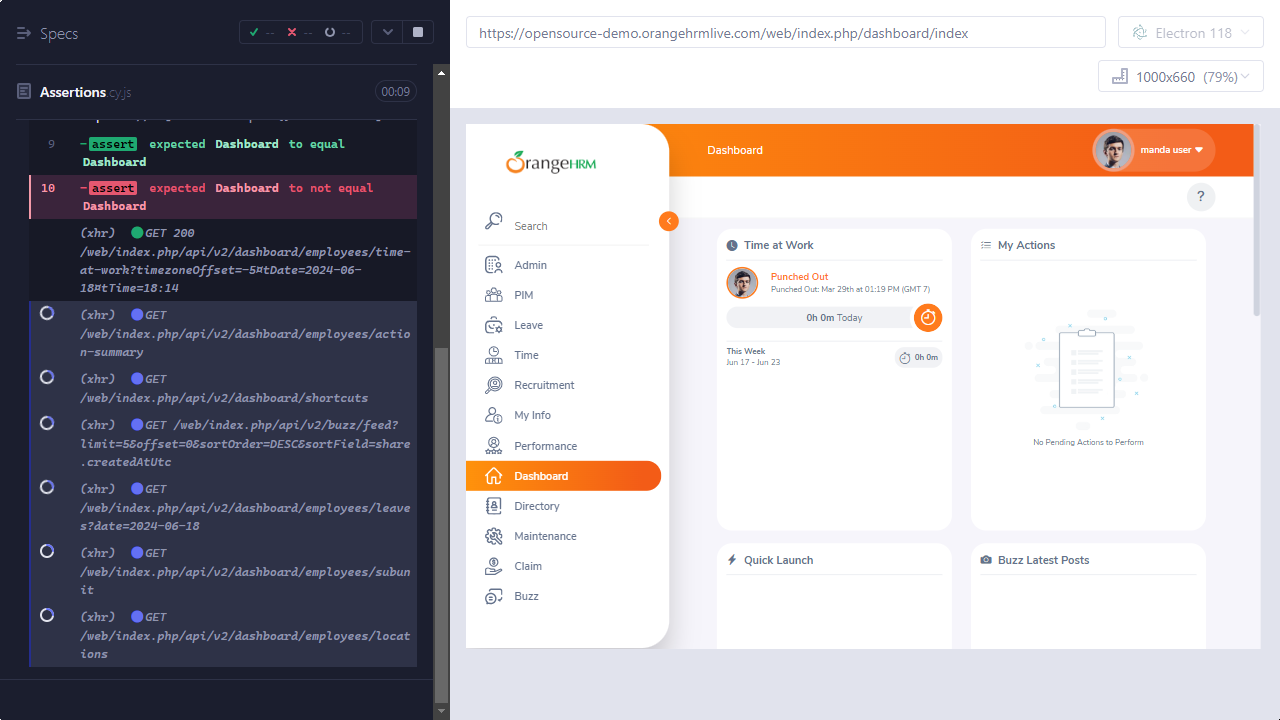 Specs
--
--
--
Assertions.cy.js
00:09
9
-assert expected Dashboard to equal
Dashboard
10
-assert expected Dashboard to not equal
Dashboard
(xhr) GET 200
/web/index.php/api/v2/dashboard/employees/time-
at-work?timezoneOffset=-5¤tDate=2024-06-
18¤tTime=18:14
(xhr) GET
/web/index.php/api/v2/dashboard/employees/actio
n-summary
(xhr) GET
/web/index.php/api/v2/dashboard/shortcuts
(xhr) GET /web/index.php/api/v2/buzz/feed?
limit=5&offset=0&sortOrder=DESC&sortField=share
.createdAtUtc
(xhr) GET
/web/index.php/api/v2/dashboard/employees/leave
s?date=2024-06-18
(xhr) GET
/web/index.php/api/v2/dashboard/employees/subun
it
(xhr) GET
/web/index.php/api/v2/dashboard/employees/locat
ions
https://opensource-demo.orangehrmlive.com/web/index.php/dashboard/index
Electron 118
1000x660 (79%)
OrangeHRM
Search
Admin
PIM
Leave
Time
Recruitment
My Info
Performance
Dashboard
Directory
Maintenance
Claim
Buzz
Dashboard
manda user
?
Time at Work
Punched Out
Punched Out: Mar 29th at 01:19 PM (GMT 7)
0h 0m Today
This Week
Jun 17 - Jun 23
0h 0m
My Actions
No Pending Actions to Perform
Quick Launch
Buzz Latest Posts